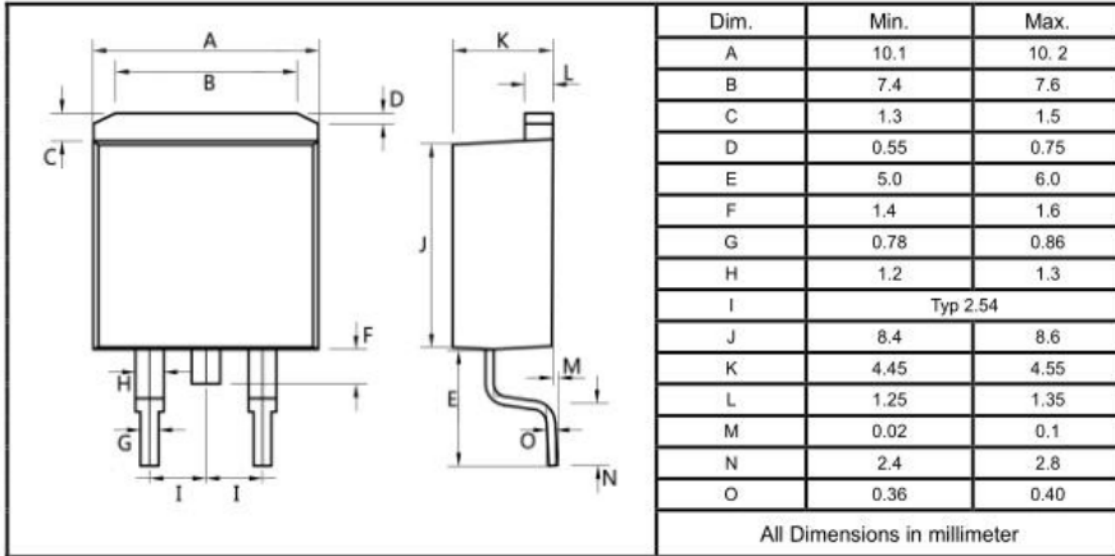 A
B
C
D
K
L
J
F
H
G
I I
E
M
O
N
Dim. Min. Max.
A 10.1 10. 2
B 7.4 7.6
C 1.3 1.5
D 0.55 0.75
E 5.0 6.0
F 1.4 1.6
G 0.78 0.86
H 1.2 1.3
I Typ 2.54
J 8.4 8.6
K 4.45 4.55
L 1.25 1.35
M 0.02 0.1
N 2.4 2.8
O 0.36 0.40
All Dimensions in millimeter